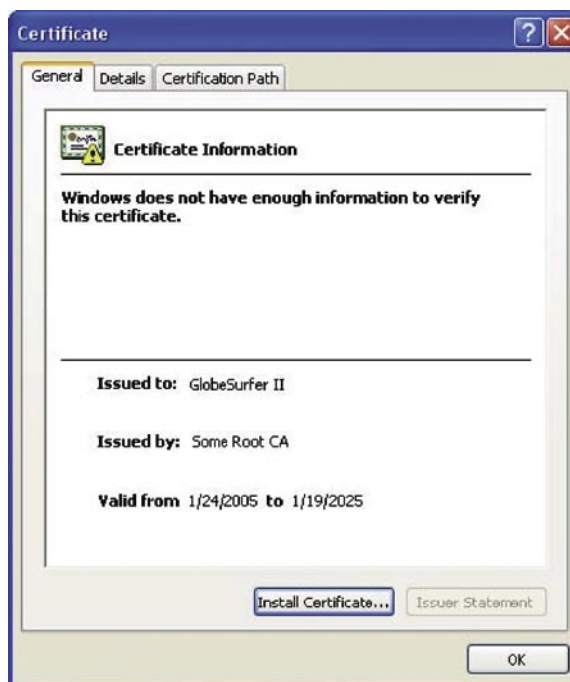 Certificate
General Details Certification Path
Certificate Information
Windows does not have enough information to verify
this certificate.
Issued to: GlobeSurfer II
Issued by: Some Root CA
Valid from 1/24/2005 to 1/19/2025
Install Certificate... Issuer Statement
OK